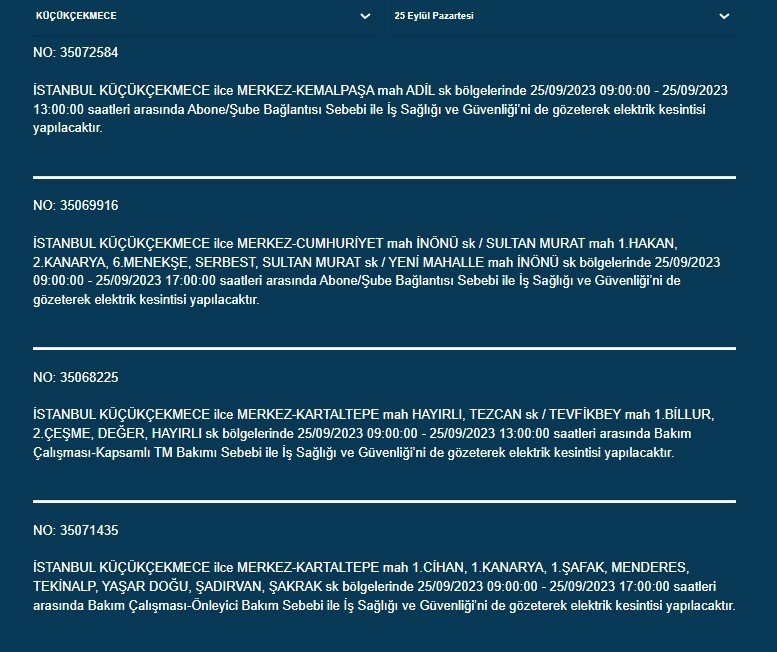 KÜÇÜKÇEKMECE
25 Eylül Pazartesi
NO: 35072584
İSTANBUL KÜÇÜKÇEKMECE ilce MERKEZ-KEMALPAŞA mah ADİL sk bölgelerinde 25/09/2023 09:00:00 - 25/09/2023
13:00:00 saatleri arasında Abone/Şube Bağlantısı Sebebi ile İş Sağlığı ve Güvenliği’ni de gözeterek elektrik kesintisi
yapılacaktır.
NO: 35069916
İSTANBUL KÜÇÜKÇEKMECE ilce MERKEZ-CUMHURİYET mah İNÖNÜ sk / SULTAN MURAT mah 1.HAKAN,
2.KANARYA, 6.MENEKŞE, SERBEST, SULTAN MURAT sk / YENİ MAHALLE mah İNÖNÜ sk bölgelerinde 25/09/2023
09:00:00 - 25/09/2023 17:00:00 saatleri arasında Abone/Şube Bağlantısı Sebebi ile İş Sağlığı ve Güvenliği’ni de
gözeterek elektrik kesintisi yapılacaktır.
NO: 35068225
İSTANBUL KÜÇÜKÇEKMECE ilce MERKEZ-KARTALTEPE mah HAYIRLI, TEZCAN sk / TEVFİKBEY mah 1.BİLLUR,
2.ÇEŞME, DEĞER, HAYIRLI sk bölgelerinde 25/09/2023 09:00:00 - 25/09/2023 13:00:00 saatleri arasında Bakım
Çalışması-Kapsamlı TM Bakımı Sebebi ile İş Sağlığı ve Güvenliği’ni de gözeterek elektrik kesintisi yapılacaktır.
NO: 35071435
İSTANBUL KÜÇÜKÇEKMECE ilce MERKEZ-KARTALTEPE mah 1.CİHAN, 1.KANARYA, 1.ŞAFAK, MENDERES,
TEKİNALP, YAŞAR DOĞU, ŞADIRVAN, ŞAKRAK sk bölgelerinde 25/09/2023 09:00:00 - 25/09/2023 17:00:00 saatleri
arasında Bakım Çalışması-Önleyici Bakım Sebebi ile İş Sağlığı ve Güvenliği’ni de gözeterek elektrik kesintisi yapılacaktır.